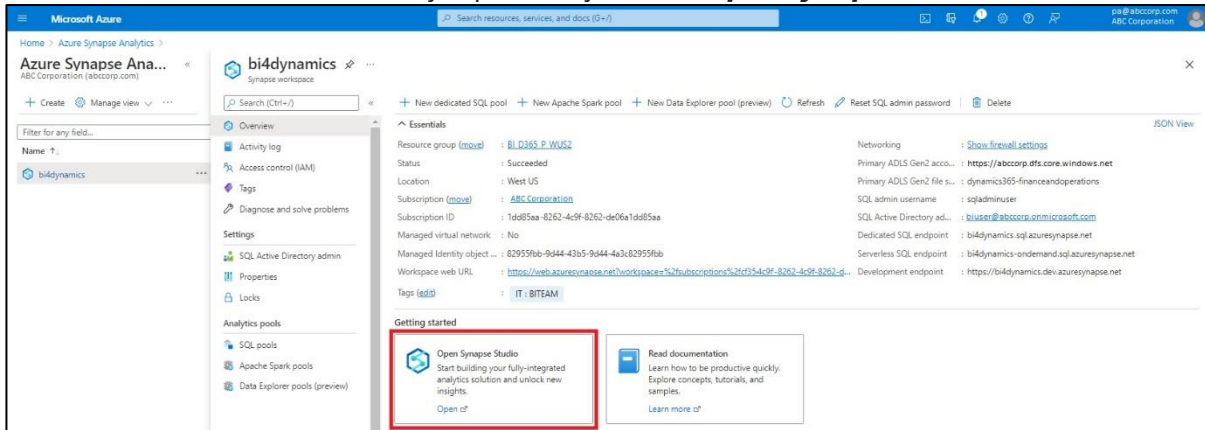 Microsoft Azure
Search resources, services, and docs (G+/)
pa@abccorp.com
ABC Corporation
Home > Azure Synapse Analytics >
Azure Synapse Ana...
ABC Corporation (abccorp.com)
+ Create Manage view ...
Filter for any field...
Name ↑
bi4dynamics ...
bi4dynamics ...
Synapse workspace
Search (Ctrl+/)
Overview
Activity log
Access control (IAM)
Tags
Diagnose and solve problems
Settings
SQL Active Directory admin
Properties
Locks
Analytics pools
SQL pools
Apache Spark pools
Data Explorer pools (preview)
+ New dedicated SQL pool + New Apache Spark pool + New Data Explorer pool (preview) Refresh Reset SQL admin password Delete
Essentials
JSON View
Resource group (move) : BI_D365_P_WUS2
Status : Succeeded
Location : West US
Subscription (move) : ABC Corporation
Subscription ID : 1dd85aa-8262-4c9f-8262-de06a1dd85aa
Managed virtual network : No
Managed Identity object ... : 82955fbb-9d44-43b5-9d44-4a3c82955fbb
Workspace web URL : https://web.azuresynapse.net?workspace=%2fsubscriptions%2fcf354c9f-8262-4c9f-8262-d...
Networking : Show firewall settings
Primary ADLS Gen2 acco... : https://abccorp.dfs.core.windows.net
Primary ADLS Gen2 file s... : dynamics365-financeandoperations
SQL admin username : sqladminuser
SQL Active Directory ad... : biuser@abccorp.onmicrosoft.com
Dedicated SQL endpoint : bi4dynamics.sql.azuresynapse.net
Serverless SQL endpoint : bi4dynamics-ondemand.sql.azuresynapse.net
Development endpoint : https://bi4dynamics.dev.azuresynapse.net
Tags (edit) : IT : BITEAM
Getting started
Open Synapse Studio
Start building your fully-integrated
analytics solution and unlock new
insights.
Open
Read documentation
Learn how to be productive quickly.
Explore concepts, tutorials, and
samples.
Learn more